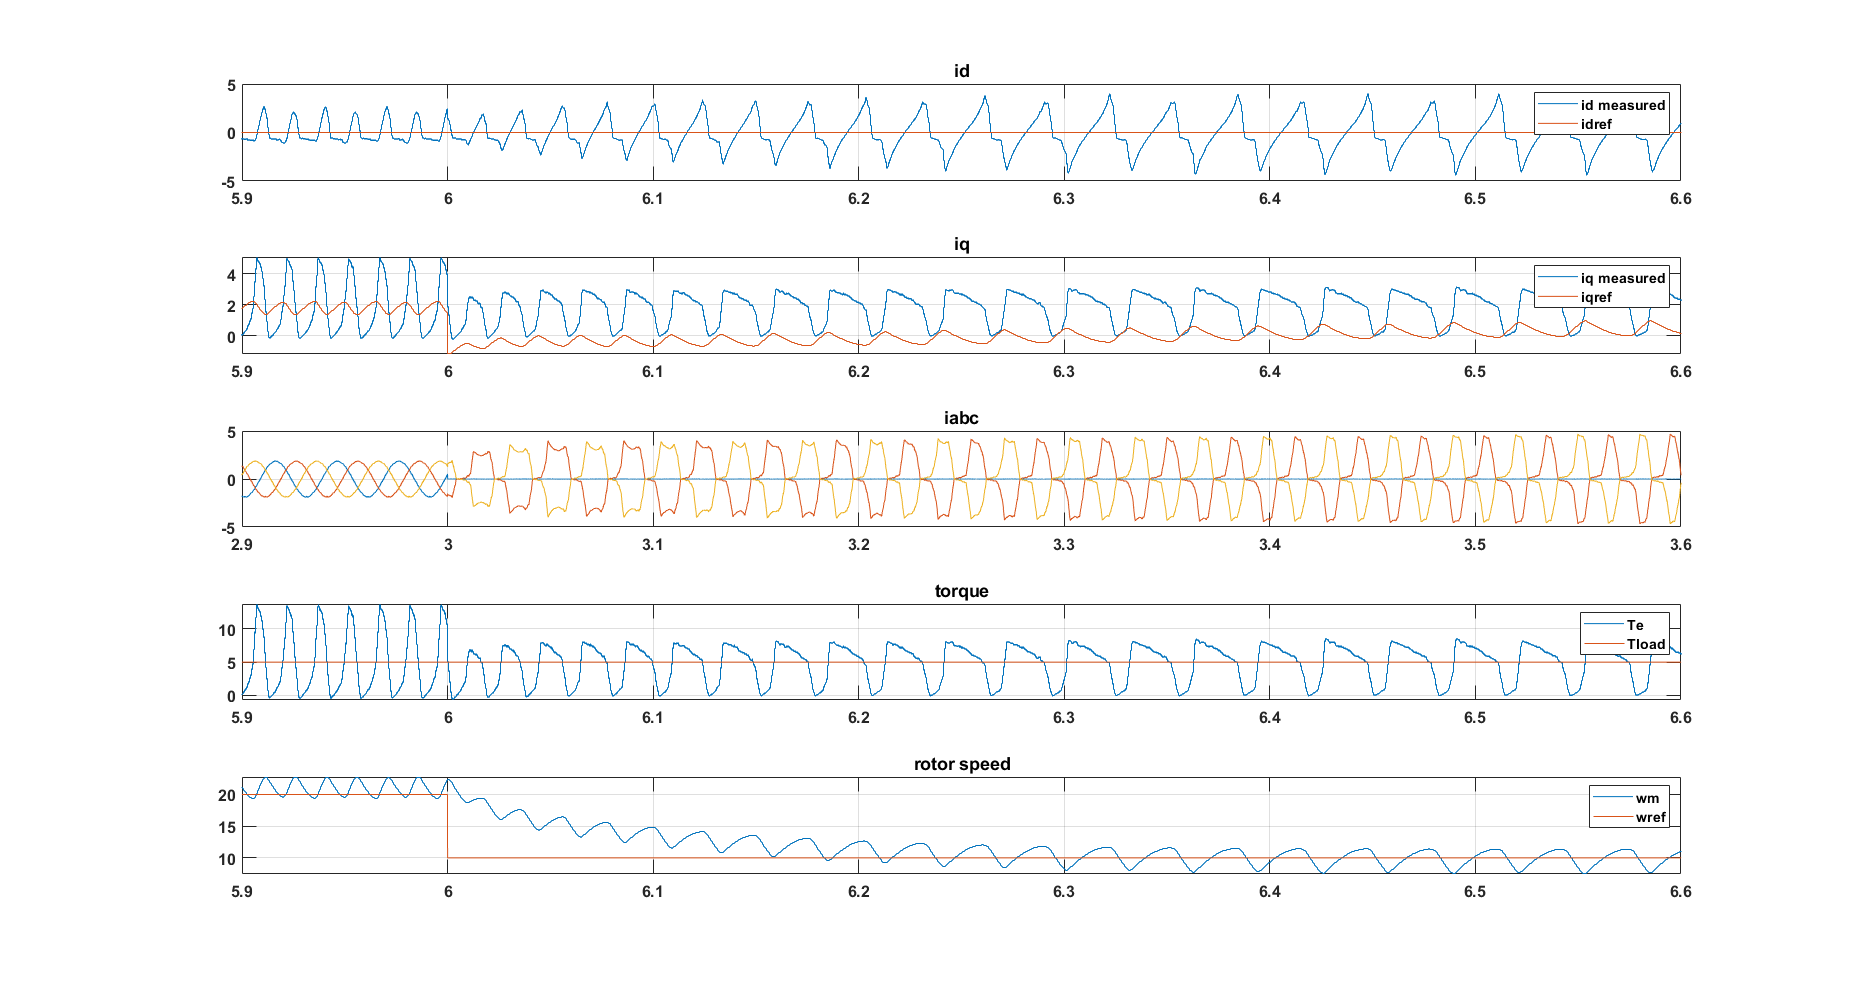 id
5
0
-5
id measured
idref
5.9 6 6.1 6.2 6.3 6.4 6.5 6.6
iq
4
2
0
iq measured
iqref
5.9 6 6.1 6.2 6.3 6.4 6.5 6.6
iabc
5
0
-5
2.9 3 3.1 3.2 3.3 3.4 3.5 3.6
torque
10
5
0
Te
Tload
5.9 6 6.1 6.2 6.3 6.4 6.5 6.6
rotor speed
20
15
10
wm
wref
5.9 6 6.1 6.2 6.3 6.4 6.5 6.6